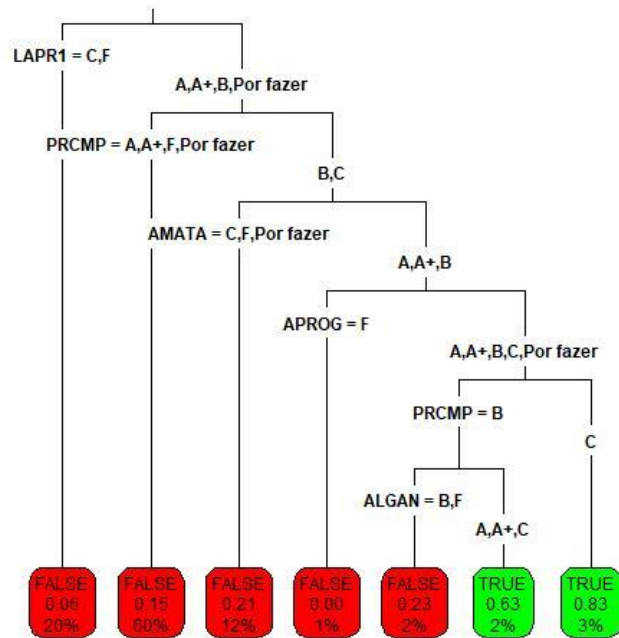 LAPR1 = C,F
A,A+,B,Por fazer
PRCMP = A,A+,F,Por fazer
B,C
AMATA = C,F,Por fazer
A,A+,B
APROG = F
A,A+,B,C,Por fazer
PRCMP = B
C
ALGAN = B,F
A,A+,C
FALSE
0.06
20%
FALSE
0.15
60%
FALSE
0.21
12%
FALSE
0.00
1%
FALSE
0.23
2%
TRUE
0.63
2%
TRUE
0.83
3%